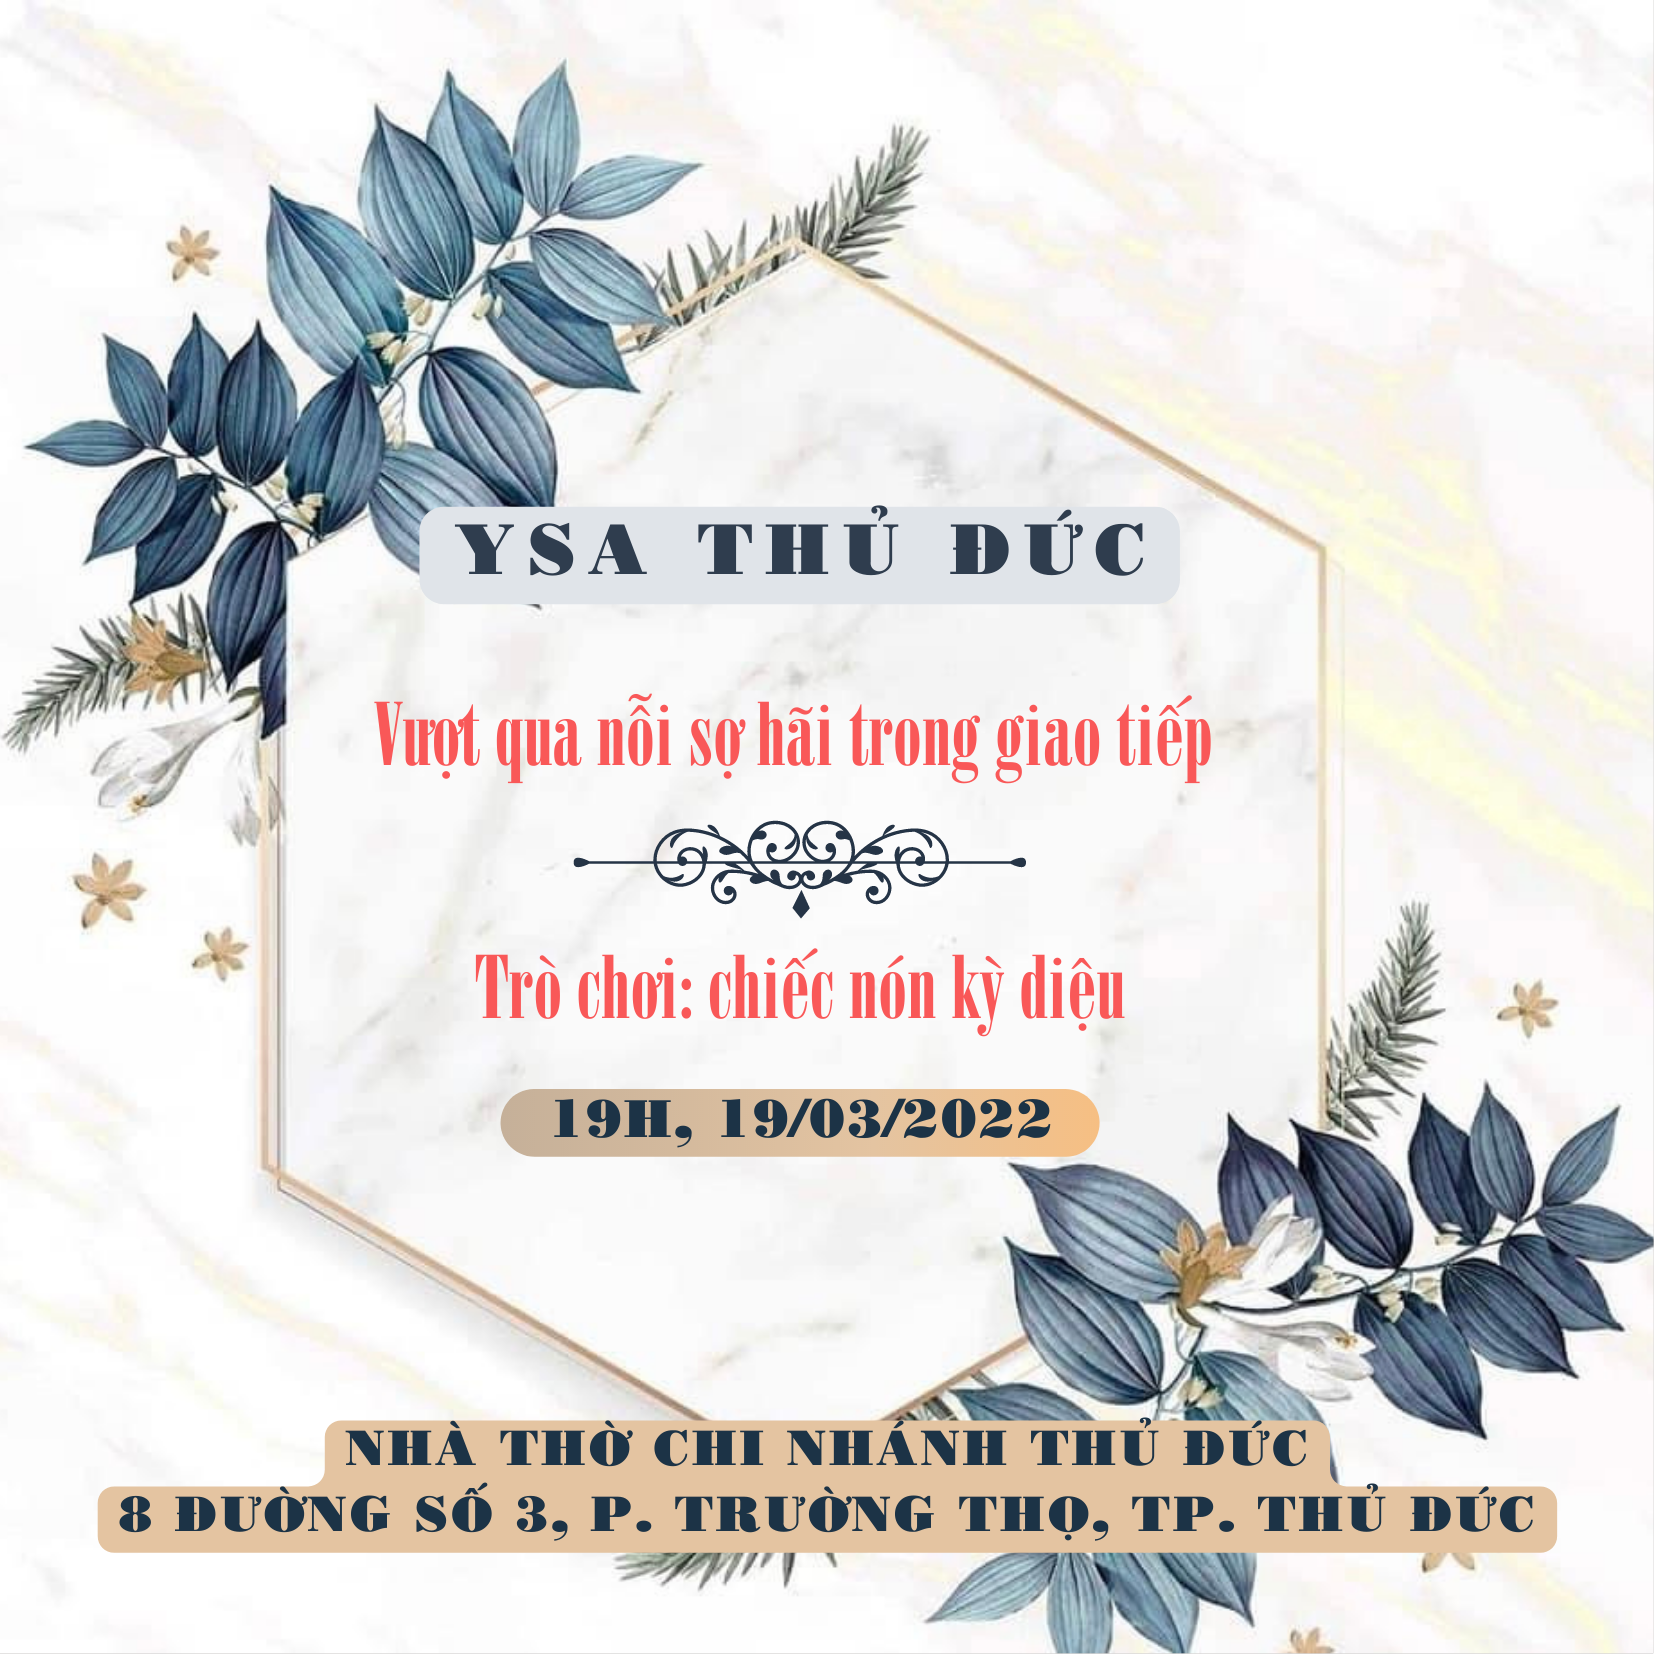 YSA THỦ ĐỨC
Vượt qua nỗi sợ hãi trong giao tiếp
Trò chơi: chiếc nón kỳ diệu
19H, 19/03/2022
NHÀ THỜ CHI NHÁNH THỦ ĐỨC
8 ĐƯỜNG SỐ 3, P. TRƯỜNG THỌ, TP. THỦ ĐỨC